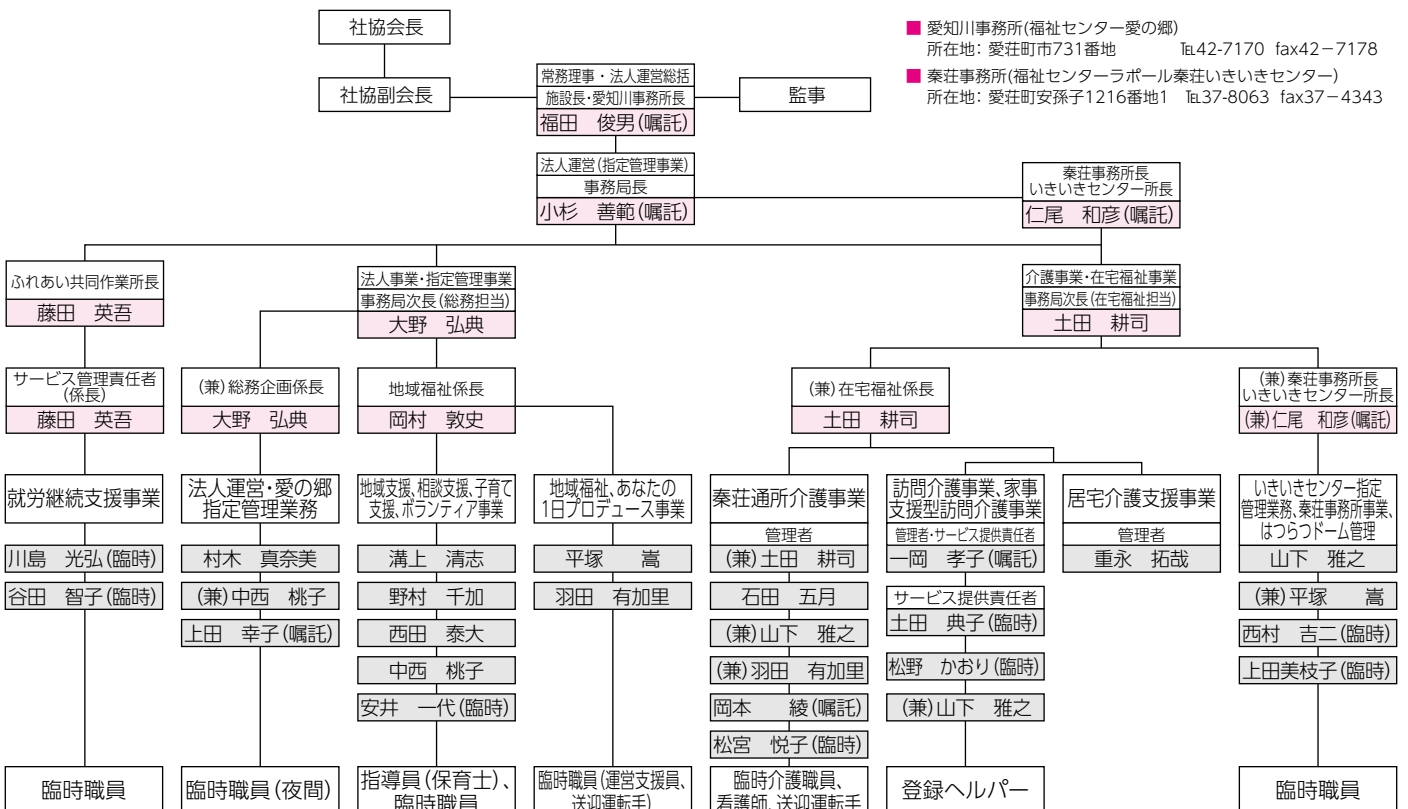 社協会長
社協副会長
常務理事・法人運営総括
施設長・愛知川事務所長
福田　俊男(嘱託)
監事
■ 愛知川事務所(福祉センター愛の郷)
所在地: 愛荘町市731番地　℡42-7170 fax42－7178
■ 秦荘事務所(福祉センターラポール秦荘いきいきセンター)
所在地: 愛荘町安孫子1216番地1　℡37-8063 fax37－4343
法人運営(指定管理事業)
事務局長
小杉　善範(嘱託)
秦荘事務所長
いきいきセンター所長
仁尾　和彦(嘱託)
ふれあい共同作業所長
藤田　英吾
法人事業・指定管理事業
事務局次長(総務担当)
大野　弘典
介護事業・在宅福祉事業
事務局次長(在宅福祉担当)
土田　耕司
サービス管理責任者
(係長)
藤田　英吾
(兼)総務企画係長
大野　弘典
地域福祉係長
岡村　敦史
(兼)在宅福祉係長
土田　耕司
(兼)秦荘事務所長
いきいきセンター所長
(兼)仁尾　和彦(嘱託)
就労継続支援事業
川島　光弘(臨時)
谷田　智子(臨時)
臨時職員
法人運営・愛の郷
指定管理業務
村木　真奈美
(兼)中西　桃子
上田　幸子(嘱託)
臨時職員(夜間)
地域支援、相談支援、子育て
支援、ボランティア事業
溝上　清志
野村　千加
西田　泰大
中西　桃子
安井　一代(臨時)
指導員(保育士)、
臨時職員
地域福祉、あなたの
1日プロデュース事業
平塚　嵩
羽田　有加里
臨時職員(運営支援員、
送迎運転手)
秦荘通所介護事業
管理者
(兼)土田　耕司
石田　五月
(兼)山下　雅之
(兼)羽田　有加里
岡本　綾(嘱託)
松宮　悦子(臨時)
臨時介護職員、
看護師、送迎運転手
訪問介護事業、家事
支援型訪問介護事業
管理者・サービス提供責任者
一岡　孝子(嘱託)
サービス提供責任者
土田　典子(臨時)
松野　かおり(臨時)
(兼)山下　雅之
登録ヘルパー
居宅介護支援事業
管理者
重永　拓哉
いきいきセンター指定
管理業務、秦荘事務所事業、
はつらつドーム管理
山下　雅之
(兼)平塚　嵩
西村　吉二(臨時)
上田美枝子(臨時)
臨時職員